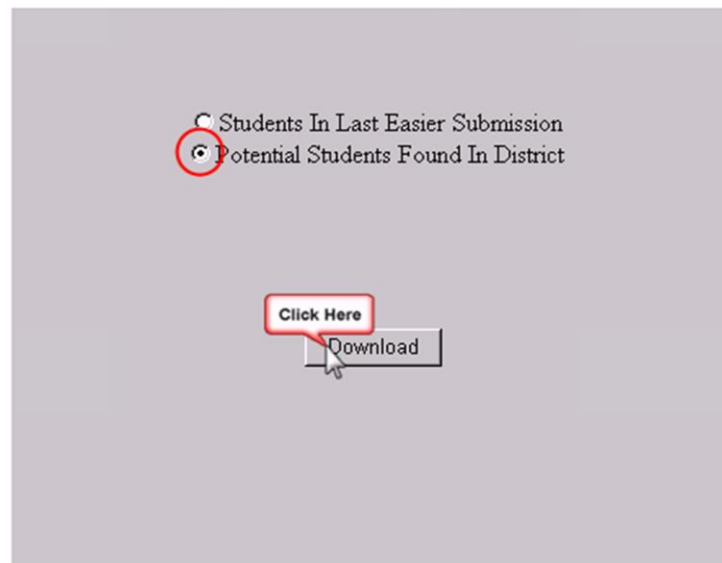 Students In Last Easier Submission
Potential Students Found In District
Click Here
Download